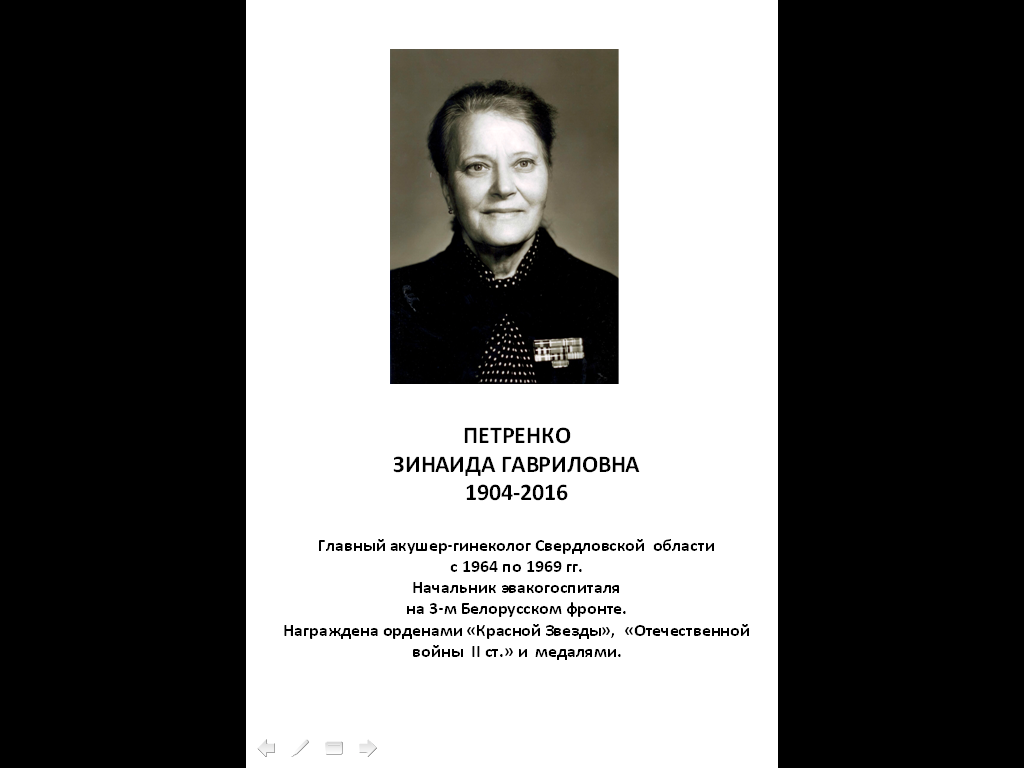 ПЕТРЕНКО
ЗИНАИДА ГАВРИЛОВНА
1904-2016
Главный акушер-гинеколог Свердловской области
с 1964 по 1969 гг.
Начальник эвакогоспиталя
на 3-м Белорусском фронте.
Награждена орденами «Красной Звезды», «Отечественной
войны II ст.» и медалями.